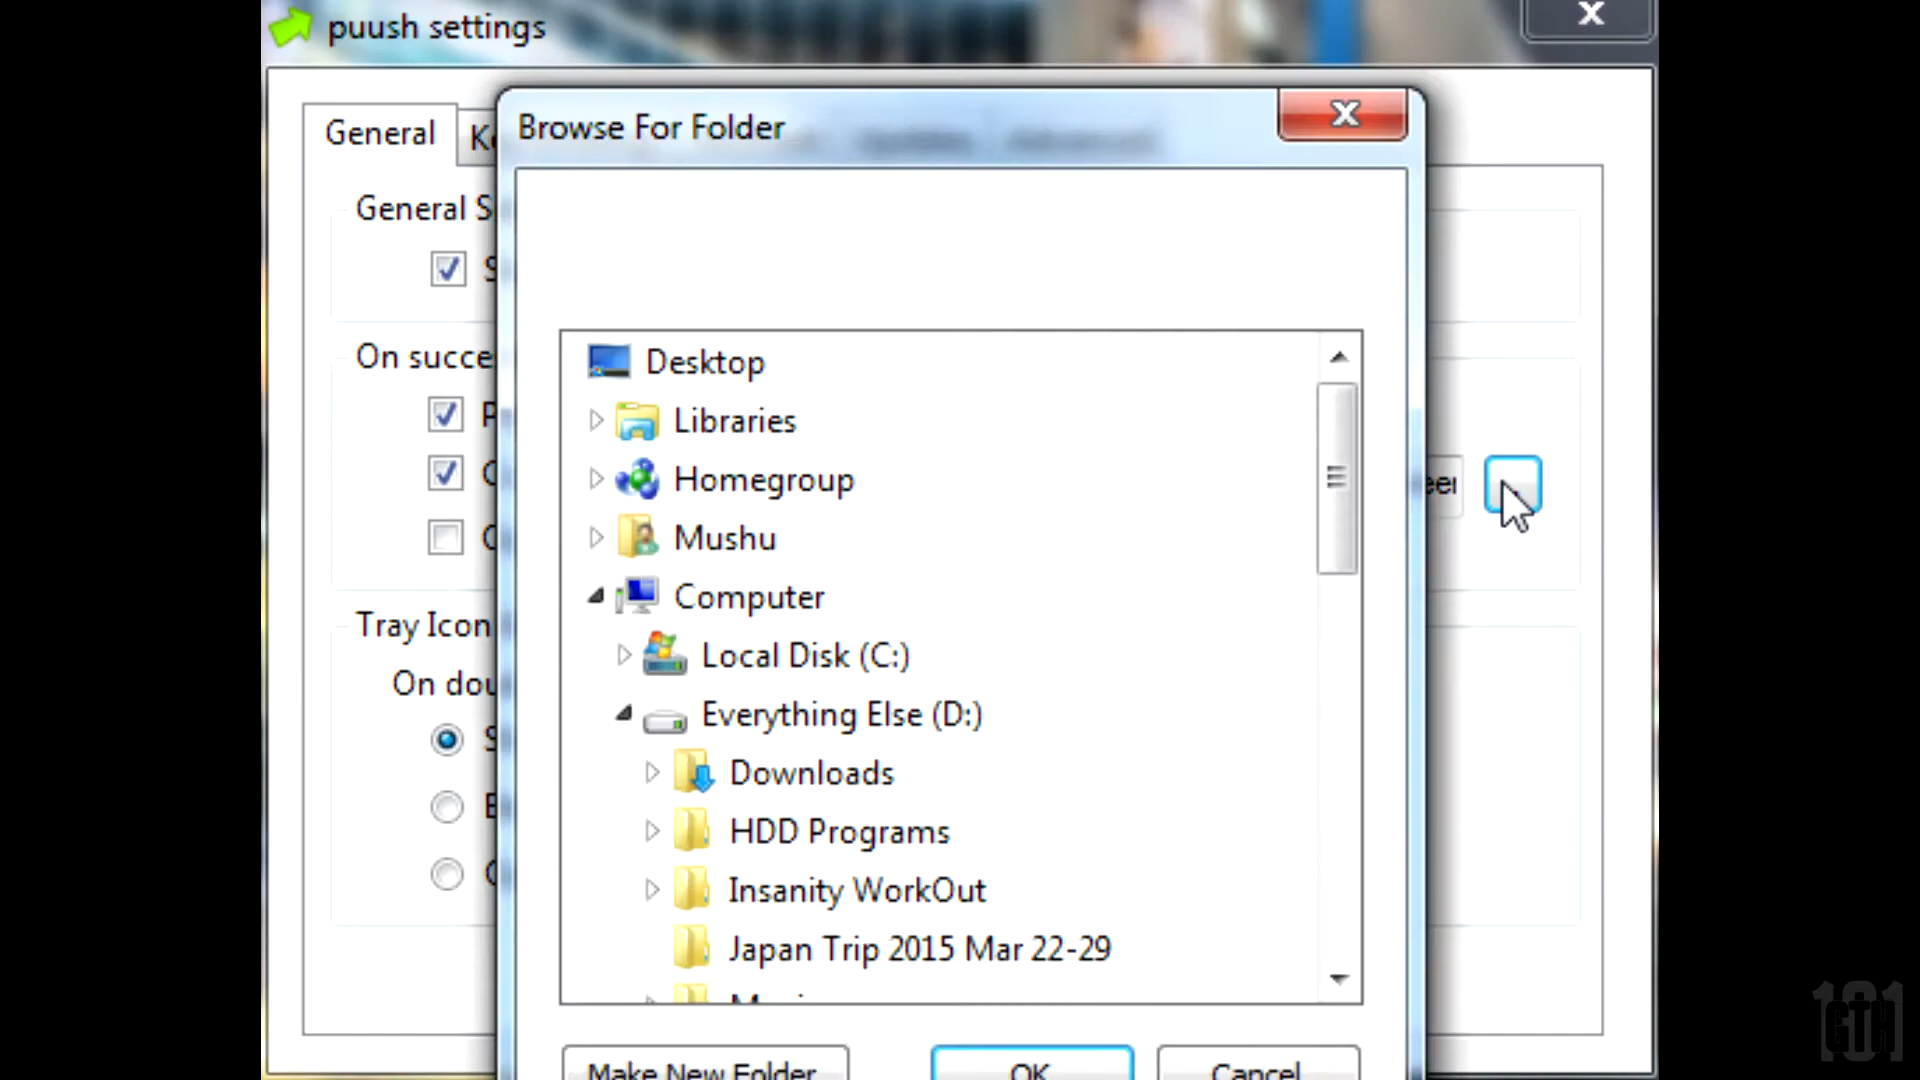 puush settings
X
General
Browse For Folder
X
General S
On succe
Tray Icon
On dou
Desktop
Libraries
Homegroup
Mushu
Computer
Local Disk (C:)
Everything Else (D:)
Downloads
HDD Programs
Insanity WorkOut
Japan Trip 2015 Mar 22-29
Make New Folder
OK
Cancel